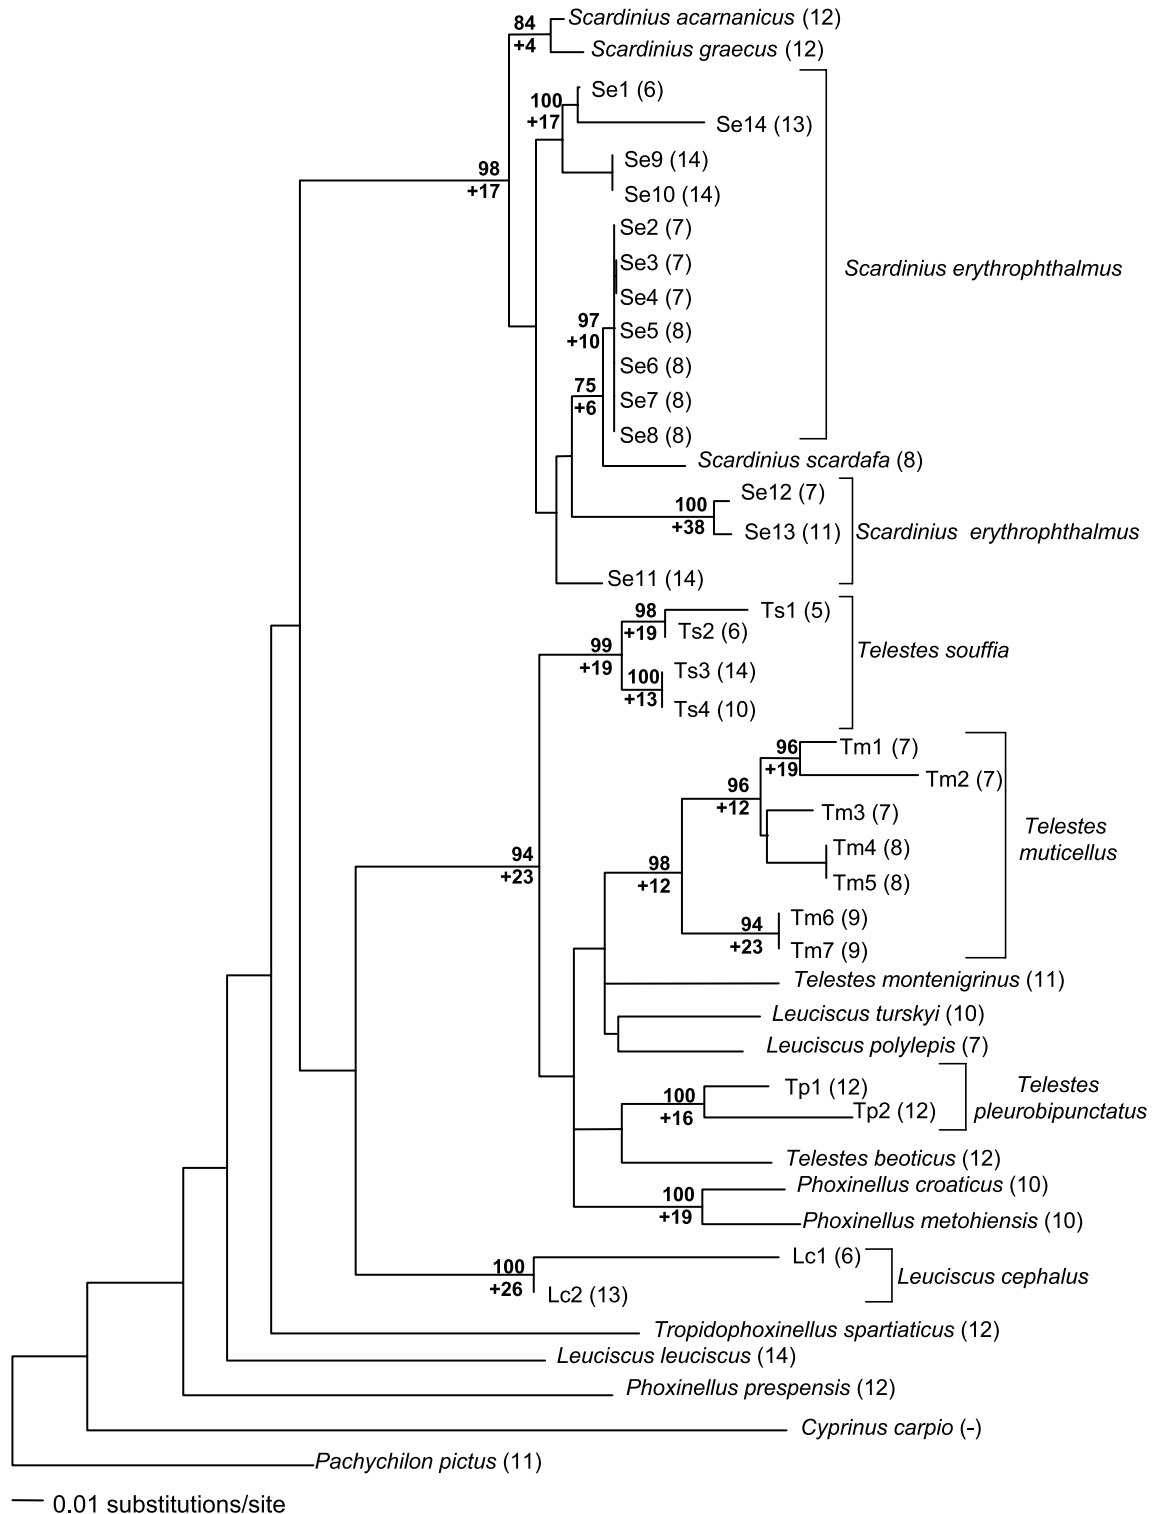 84
+4
Scardinius acarnanicus (12)
Scardinius graecus (12)
100
+17
Se1 (6)
Se14 (13)
Se9 (14)
Se10 (14)
98
+17
Se2 (7)
Se3 (7)
Se4 (7)
97
+10
Se5 (8)
Se6 (8)
75
+6
Se7 (8)
Se8 (8)
Scardinius erythrophthalmus
Scardinius scardafa (8)
100
+38
Se12 (7)
Se13 (11)
Scardinius erythrophthalmus
Se11 (14)
98
+19
Ts1 (5)
Ts2 (6)
99
+19
100
+13
Ts3 (14)
Ts4 (10)
Telestes souffia
96
+19
Tm1 (7)
Tm2 (7)
96
+12
Tm3 (7)
Tm4 (8)
Tm5 (8)
94
+23
98
+12
94
+23
Tm6 (9)
Tm7 (9)
Telestes
muticellus
Telestes montenigrinus (11)
Leuciscus turskyi (10)
Leuciscus polylepis (7)
100
+16
Tp1 (12)
Tp2 (12)
Telestes
pleurobipunctatus
Telestes beoticus (12)
100
+19
Phoxinellus croaticus (10)
Phoxinellus metohiensis (10)
100
+26
Lc1 (6)
Lc2 (13)
Leuciscus cephalus
Tropidophoxinellus spartiaticus (12)
Leuciscus leuciscus (14)
Phoxinellus prespensis (12)
Cyprinus carpio (-)
Pachychilon pictus (11)
0.01 substitutions/site